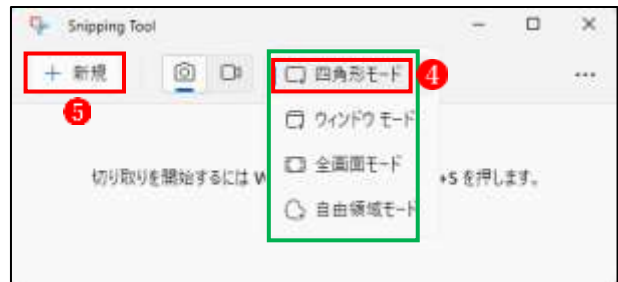 Snipping Tool
+ 新規
四角形モード
4
5
ウィンドウ モード
全画面モード
切り取りを開始するには W
+S を押します。
自由領域モード